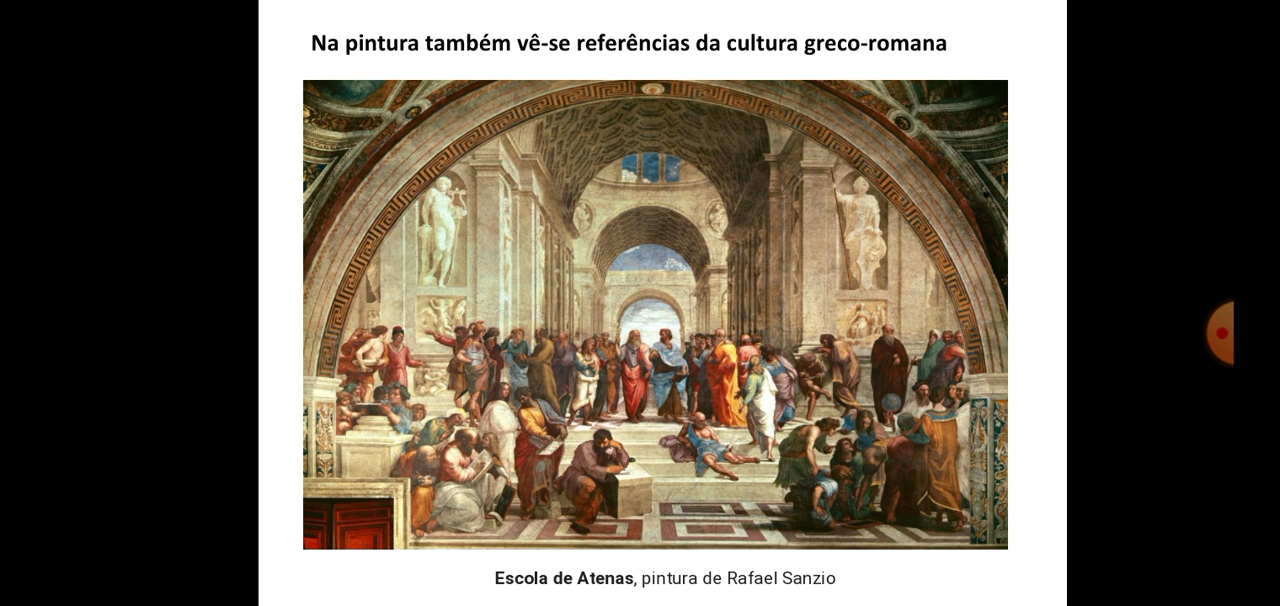 Na pintura também vê-se referências da cultura greco-romana
Escola de Atenas, pintura de Rafael Sanzio